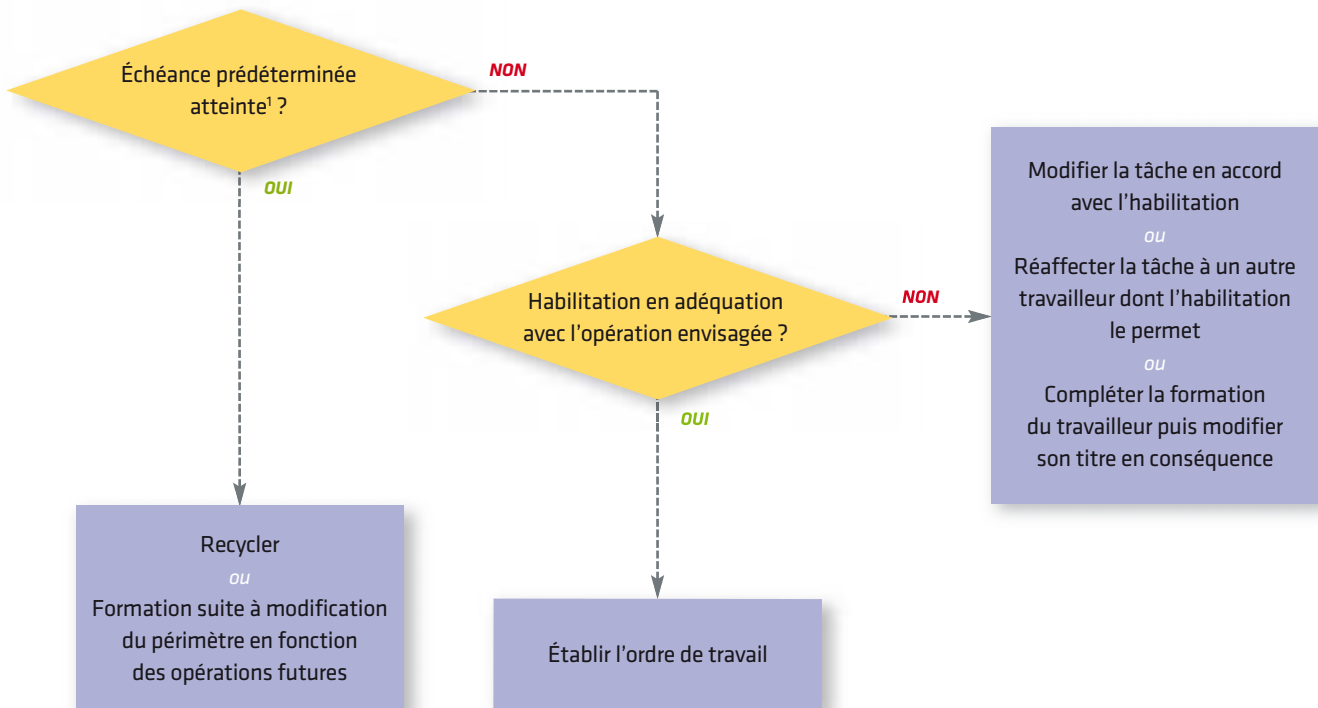 Échéance prédéterminée
atteinte¹ ?
NON
OUI
Habilitation en adéquation
avec l’opération envisagée ?
NON
OUI
Modifier la tâche en accord
avec l’habilitation
ou
Réaffecter la tâche à un autre
travailleur dont l’habilitation
le permet
ou
Compléter la formation
du travailleur puis modifier
son titre en conséquence
Recycler
ou
Formation suite à modification
du périmètre en fonction
des opérations futures
Établir l’ordre de travail